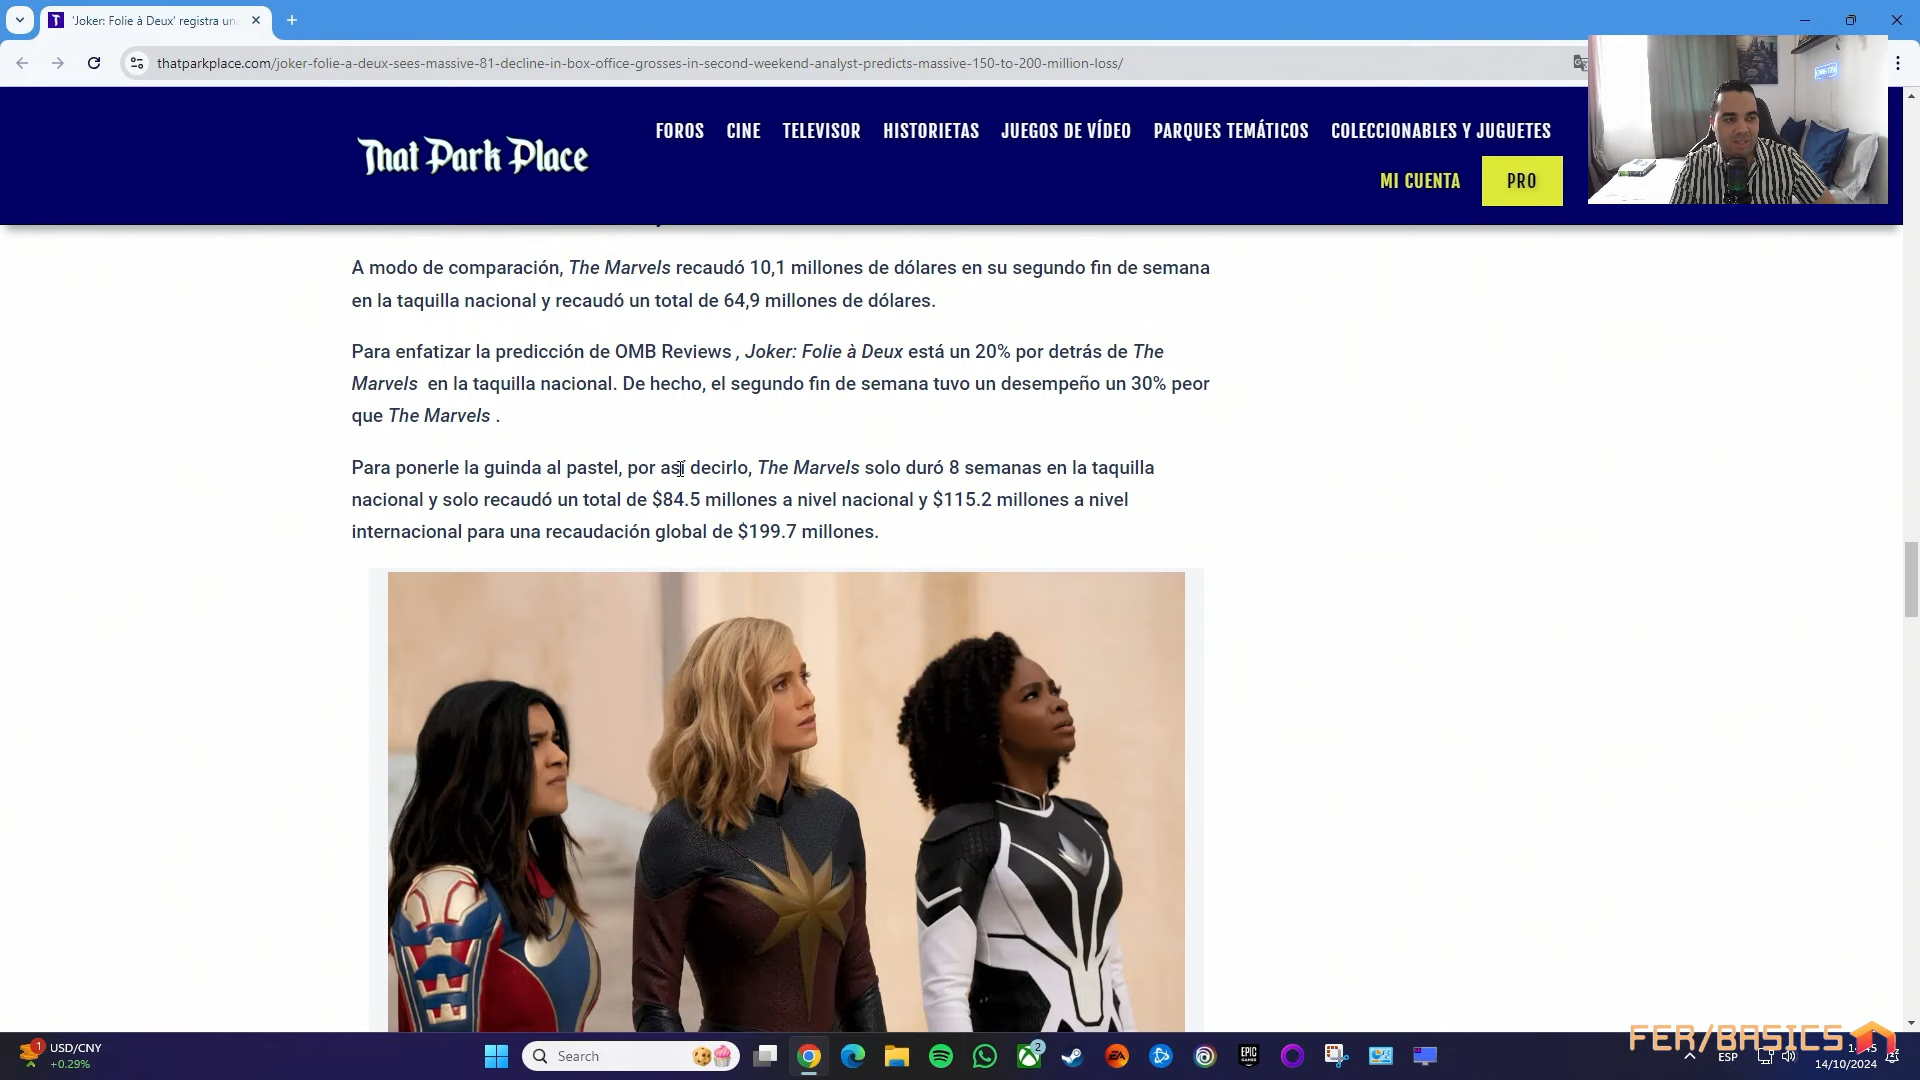 'Joker: Folie à Deux' registra un
thatparkplace.com/joker-folie-a-deux-sees-massive-81-decline-in-box-office-grosses-in-second-weekend-analyst-predicts-massive-150-to-200-million-loss/
That Park Place
FOROS CINE TELEVISOR HISTORIETAS JUEGOS DE VÍDEO PARQUES TEMÁTICOS COLECCIONABLES Y JUGUETES
MI CUENTA PRO
A modo de comparación, The Marvels recaudó 10,1 millones de dólares en su segundo fin de semana
en la taquilla nacional y recaudó un total de 64,9 millones de dólares.
Para enfatizar la predicción de OMB Reviews , Joker: Folie à Deux está un 20% por detrás de The
Marvels en la taquilla nacional. De hecho, el segundo fin de semana tuvo un desempeño un 30% peor
que The Marvels .
Para ponerle la guinda al pastel, por así decirlo, The Marvels solo duró 8 semanas en la taquilla
nacional y solo recaudó un total de $84.5 millones a nivel nacional y $115.2 millones a nivel
internacional para una recaudación global de $199.7 millones.
FER/BASICS
1
USD/CNY
+0.29%
Search
2
EA
EPIC
GAMES
ESP
14/10/2024